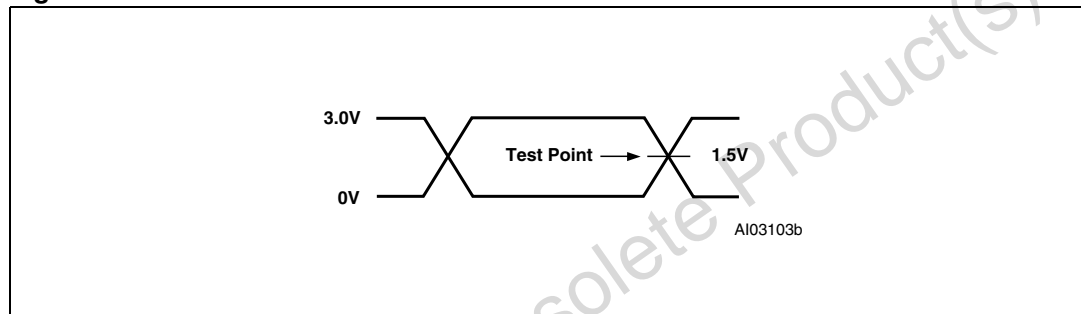 3.0V
Test Point
1.5V
0V
AI03103b
solete Product(s)